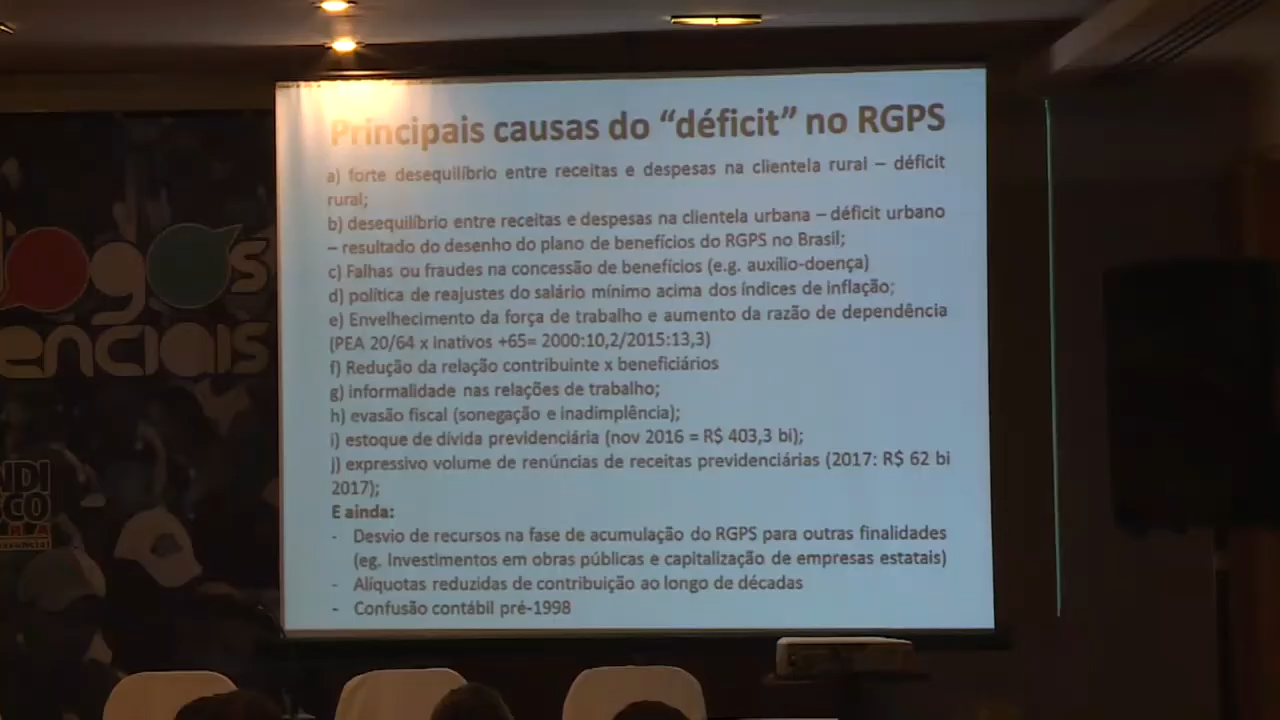 Principais causas do “déficit” no RGPS
a) forte desequilíbrio entre receitas e despesas na clientela rural – déficit
rural;
b) desequilíbrio entre receitas e despesas na clientela urbana – déficit urbano
– resultado do desenho do plano de benefícios do RGPS no Brasil;
c) Falhas ou fraudes na concessão de benefícios (e.g. auxílio-doença)
d) política de reajustes do salário mínimo acima dos índices de inflação;
e) Envelhecimento da força de trabalho e aumento da razão de dependência
(PEA 20/64 x inativos +65= 2000:10,2/2015:13,3)
f) Redução da relação contribuinte x beneficiários
g) informalidade nas relações de trabalho;
h) evasão fiscal (sonegação e inadimplência);
i) estoque de dívida previdenciária (nov 2016 = R$ 403,3 bi);
j) expressivo volume de renúncias de receitas previdenciárias (2017: R$ 62 bi
2017);
E ainda:
- Desvio de recursos na fase de acumulação do RGPS para outras finalidades
(eg. Investimentos em obras públicas e capitalização de empresas estatais)
- Alíquotas reduzidas de contribuição ao longo de décadas
- Confusão contábil pré-1998
logos
enciais
NDI
SCO